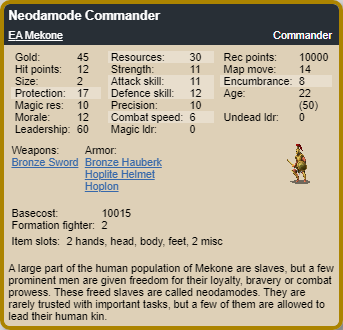 Neodamode Commander
EA Mekone Commander
Gold: 45 Resources: 30 Rec points: 10000
Hit points: 12 Strength: 11 Map move: 14
Size: 2 Attack skill: 11 Encumbrance: 8
Protection: 17 Defence skill: 12 Age: 22
Magic res: 10 Precision: 10 (50)
Morale: 12 Combat speed: 6 Undead ldr: 0
Leadership: 60 Magic ldr: 0
Weapons: Armor:
Bronze Sword Bronze Hauberk
Hoplite Helmet
Hoplon
Basecost: 10015
Formation fighter: 2
Item slots: 2 hands, head, body, feet, 2 misc
A large part of the human population of Mekone are slaves, but a few
prominent men are given freedom for their loyalty, bravery or combat
prowess. These freed slaves are called neodamodes. They are
rarely trusted with important tasks, but a few of them are allowed to
lead their human kin.